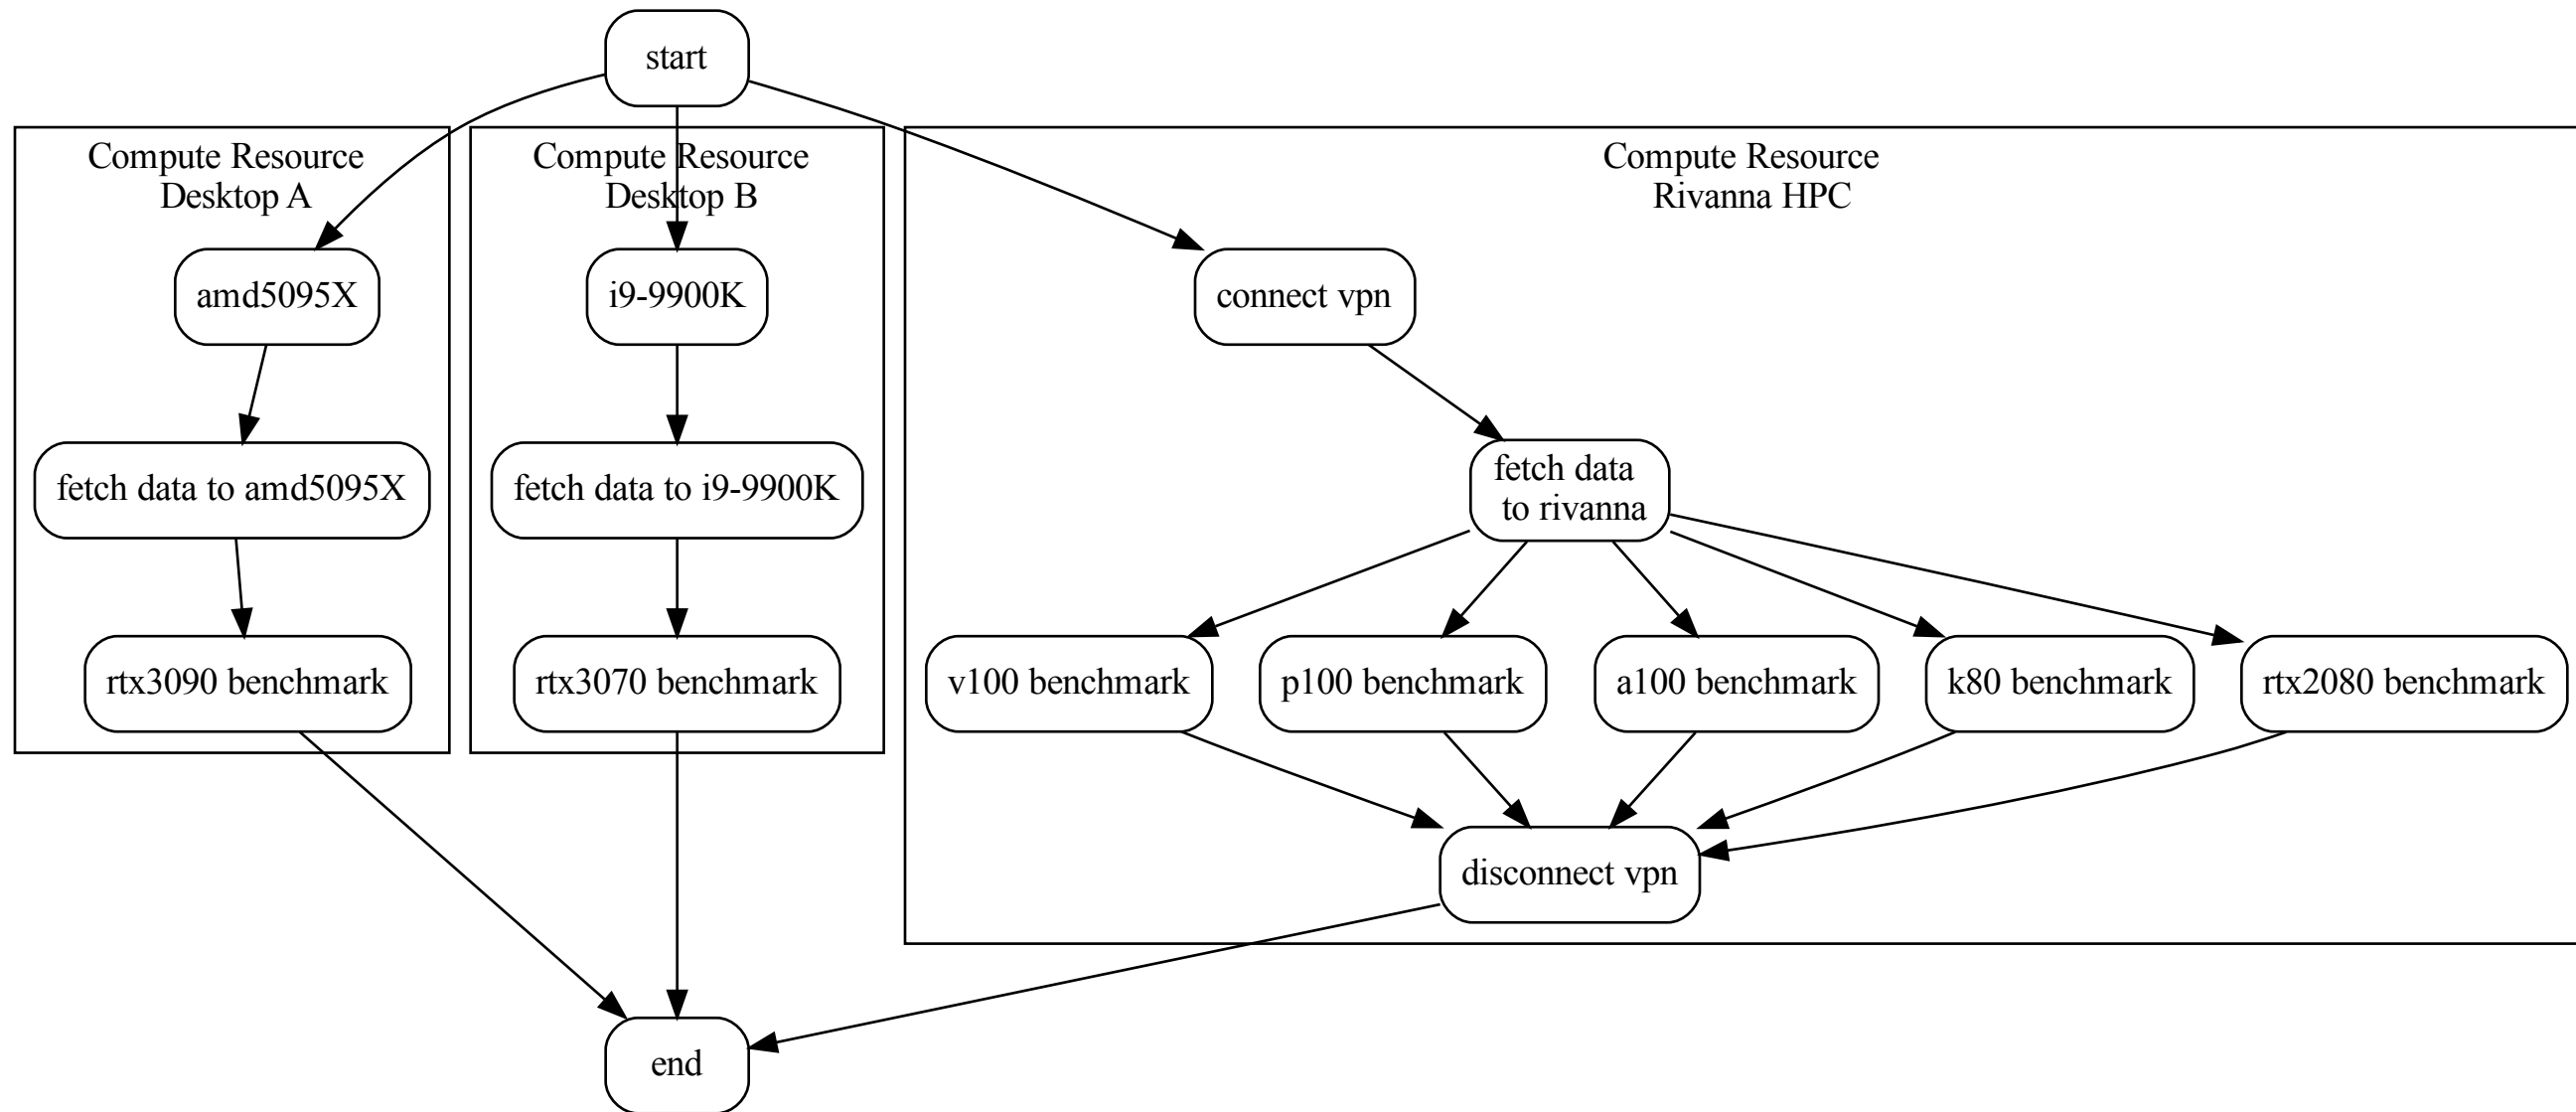 start
Compute Resource
Desktop A
Compute Resource
Desktop B
Compute Resource
Rivanna HPC
amd5095X
i9-9900K
connect vpn
fetch data to amd5095X
fetch data to i9-9900K
fetch data
to rivanna
rtx3090 benchmark
rtx3070 benchmark
v100 benchmark
p100 benchmark
a100 benchmark
k80 benchmark
rtx2080 benchmark
disconnect vpn
end